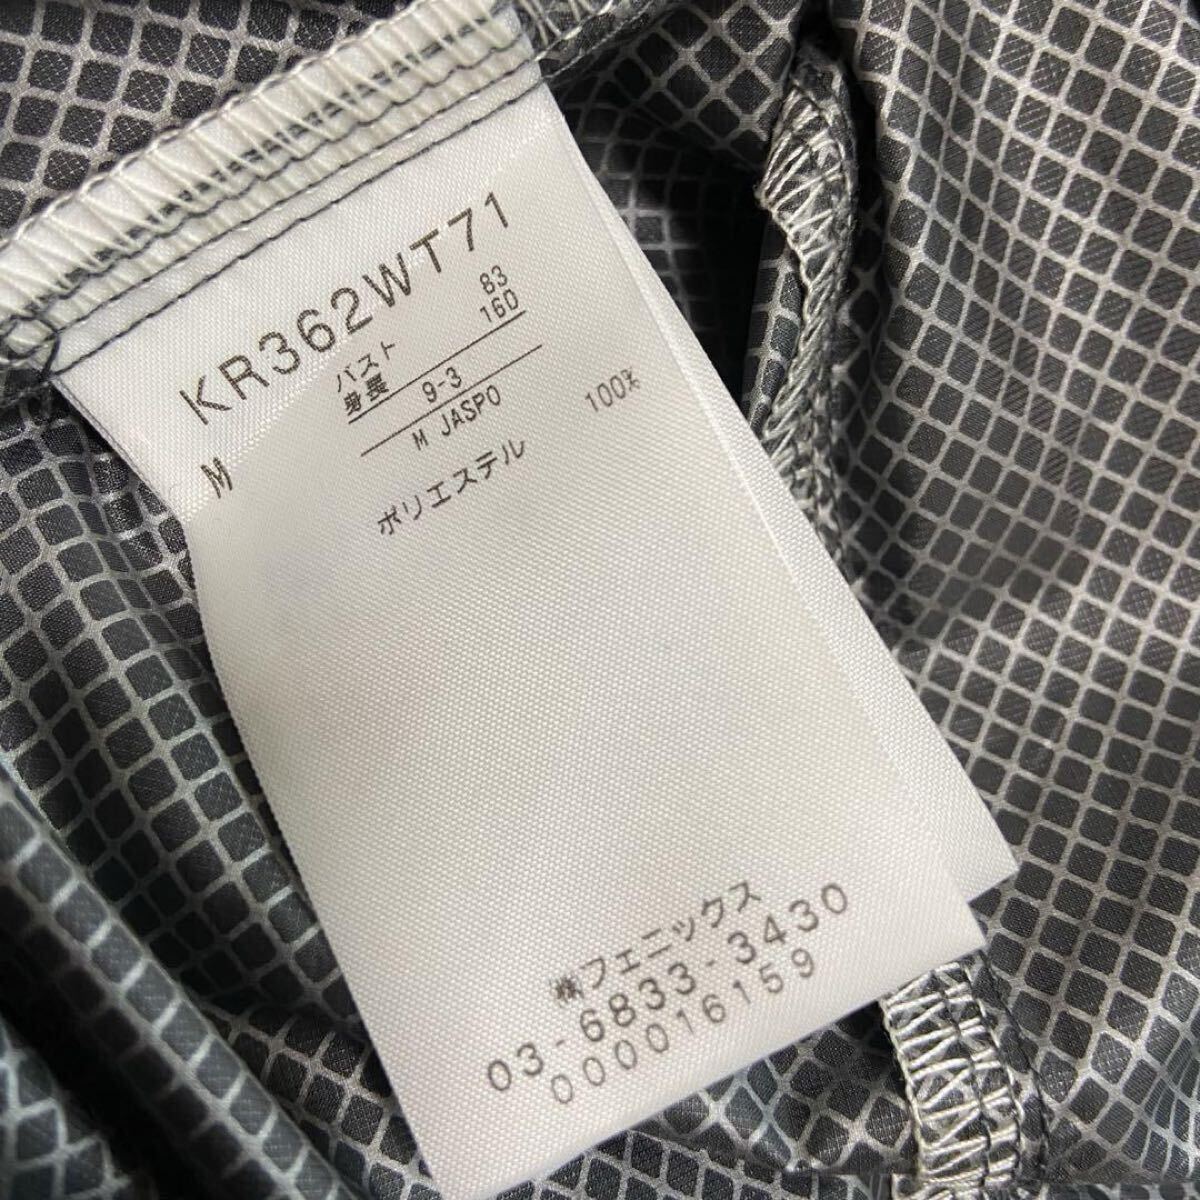 KR362WT71
M
バスト 83
身長 160
9-3
M JASPO
ポリエステル 100%
㈱フェニックス
03-6833-3430
000016159